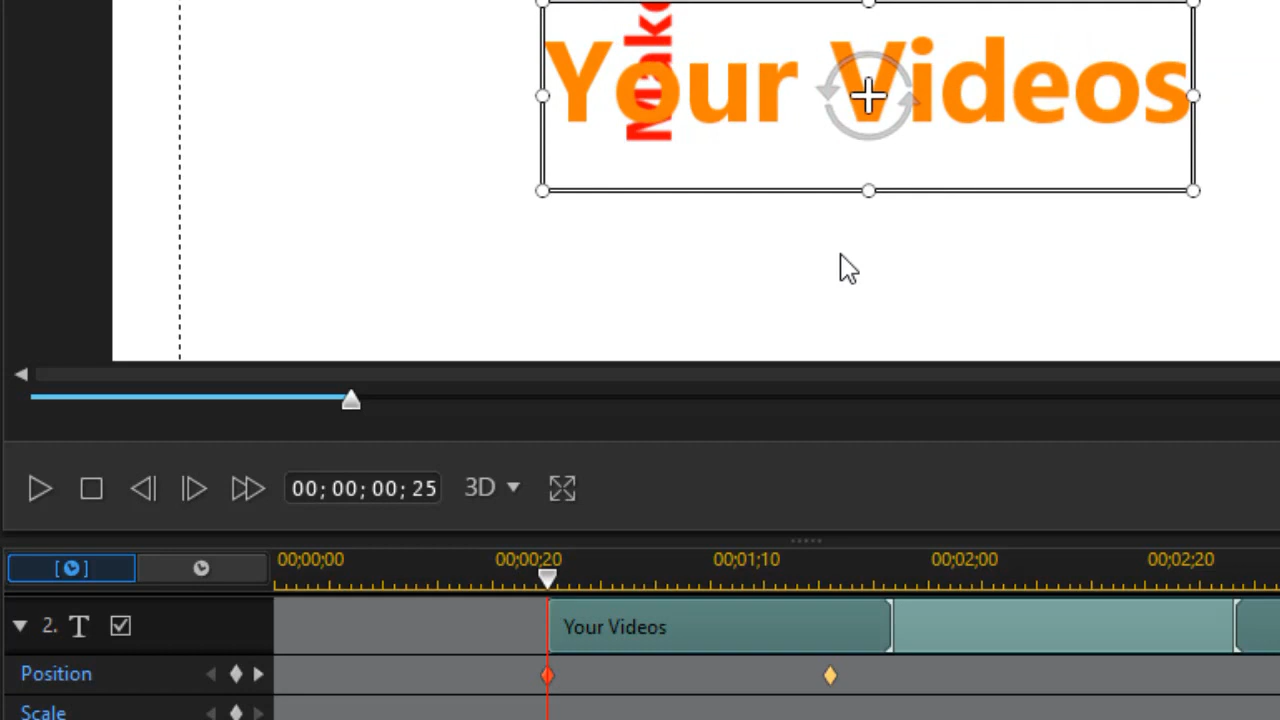 Make
Your Videos
00; 00; 00; 25 3D
00;00;00 00;00;20 00;01;10 00;02;00 00;02;20
2. T Your Videos
Position
Scale